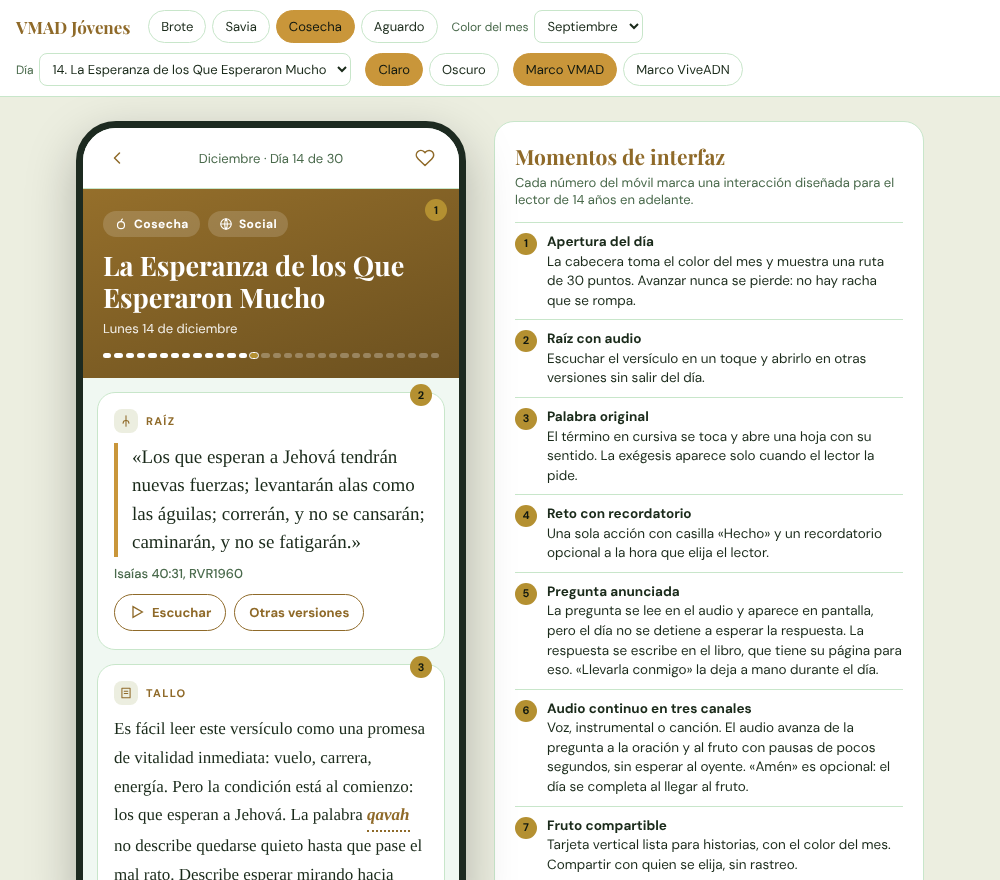 VMAD Jóvenes
Brote
Savia
Cosecha
Aguardo
Color del mes
Septiembre
Día
14. La Esperanza de los Que Esperaron Mucho
Claro
Oscuro
Marco VMAD
Marco ViveADN
Diciembre · Día 14 de 30
1
Cosecha
Social
La Esperanza de los Que
Esperaron Mucho
Lunes 14 de diciembre
2
RAÍZ
«Los que esperan a Jehová tendrán
nuevas fuerzas; levantarán alas como
las águilas; correrán, y no se cansarán;
caminarán, y no se fatigarán.»
Isaías 40:31, RVR1960
Escuchar
Otras versiones
3
TALLO
Es fácil leer este versículo como una promesa
de vitalidad inmediata: vuelo, carrera,
energía. Pero la condición está al comienzo:
los que esperan a Jehová. La palabra qavah
no describe quedarse quieto hasta que pase el
mal rato. Describe esperar mirando hacia
Momentos de interfaz
Cada número del móvil marca una interacción diseñada para el
lector de 14 años en adelante.
1
Apertura del día
La cabecera toma el color del mes y muestra una ruta
de 30 puntos. Avanzar nunca se pierde: no hay racha
que se rompa.
2
Raíz con audio
Escuchar el versículo en un toque y abrirlo en otras
versiones sin salir del día.
3
Palabra original
El término en cursiva se toca y abre una hoja con su
sentido. La exégesis aparece solo cuando el lector la
pide.
4
Reto con recordatorio
Una sola acción con casilla «Hecho» y un recordatorio
opcional a la hora que elija el lector.
5
Pregunta anunciada
La pregunta se lee en el audio y aparece en pantalla,
pero el día no se detiene a esperar la respuesta. La
respuesta se escribe en el libro, que tiene su página para
eso. «Llevarla conmigo» la deja a mano durante el día.
6
Audio continuo en tres canales
Voz, instrumental o canción. El audio avanza de la
pregunta a la oración y al fruto con pausas de pocos
segundos, sin esperar al oyente. «Amén» es opcional: el
día se completa al llegar al fruto.
7
Fruto compartible
Tarjeta vertical lista para historias, con el color del mes.
Compartir con quien se elija, sin rastreo.